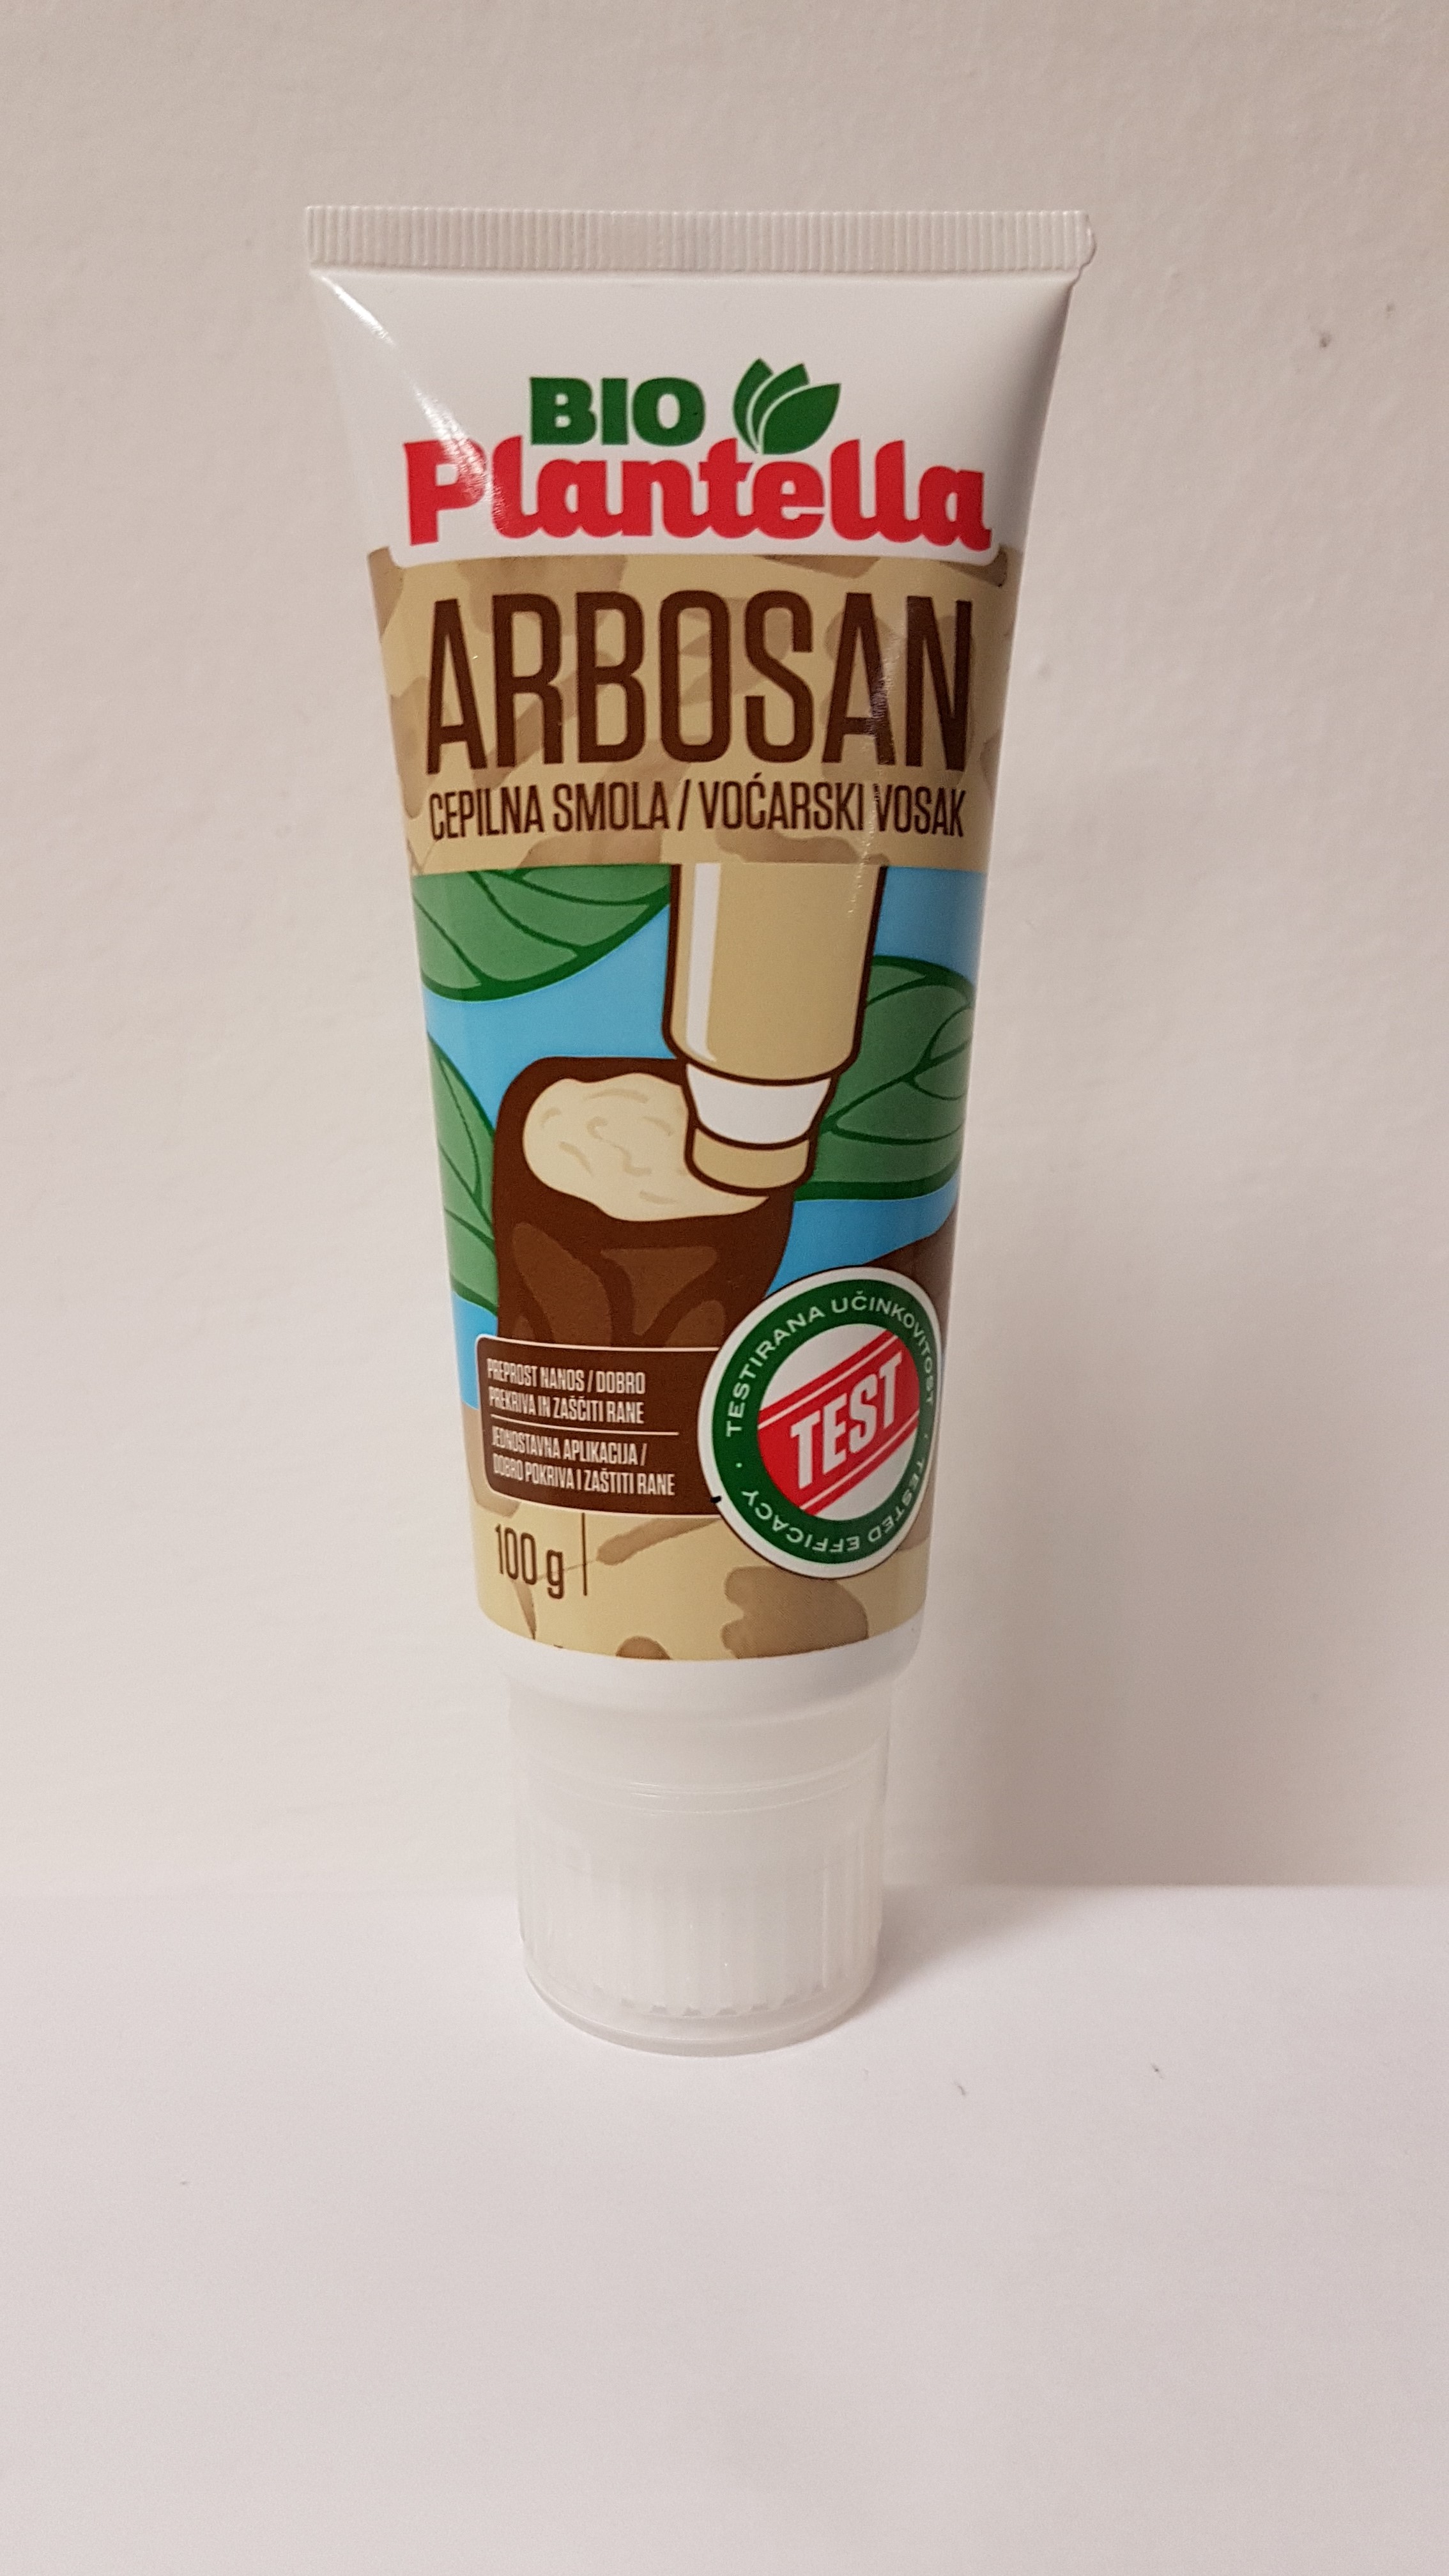 BIO
Plantella
ARBOSAN
CEPILNA SMOLA / VOĆARSKI VOSAK
PREPROST NANOS / DOBRO
PREKRIVA IN ZAŠČITI RANE
JEDNOSTAVNA APLIKACIJA /
DOBRO POKRIVA I ZAŠTITI RANE
TESTIRANA UČINKOVITOST · TESTED EFFICACY ·
TEST
100 g